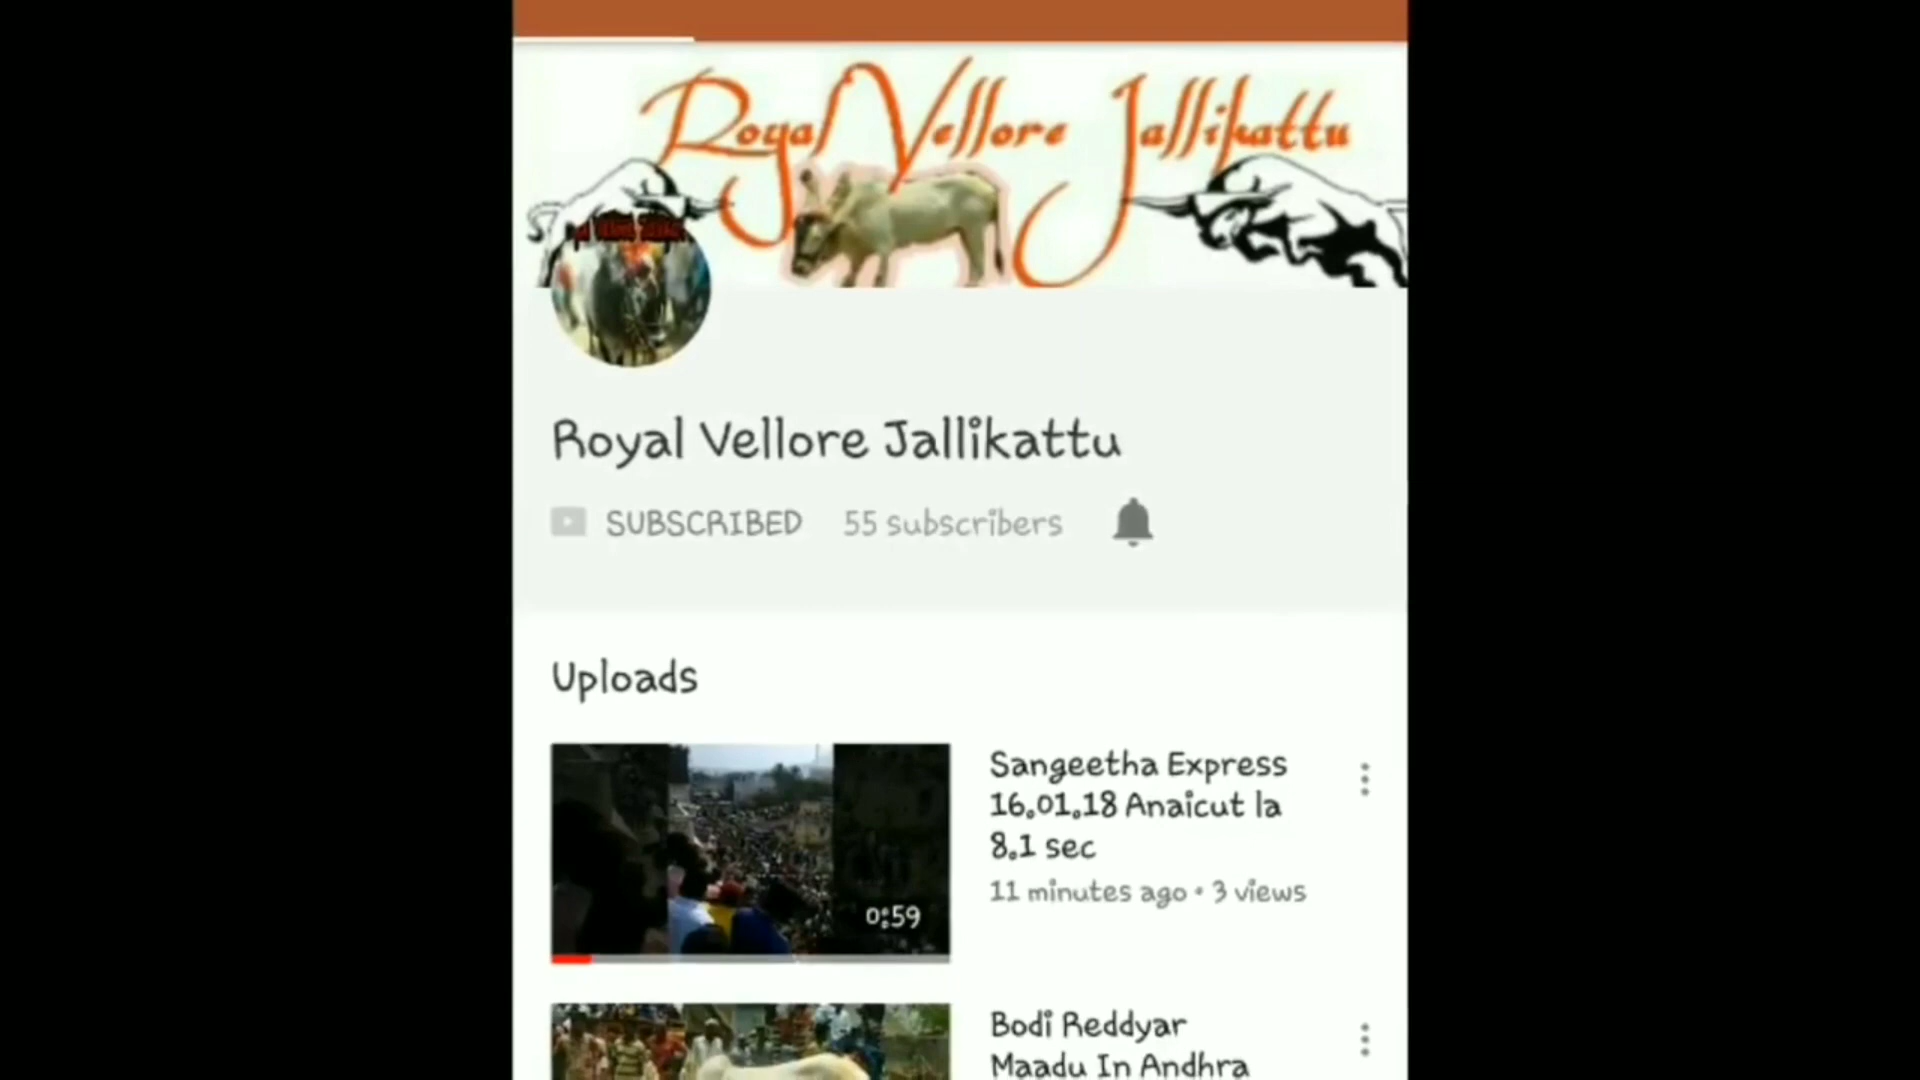 Royal Vellore Jallikattu
Royal Vellore Jallikattu
SUBSCRIBED 55 subscribers
Uploads
Sangeetha Express
16.01.18 Anaicut la
8.1 sec
11 minutes ago • 3 views
0:59
Bodi Reddyar
Maadu In Andhra